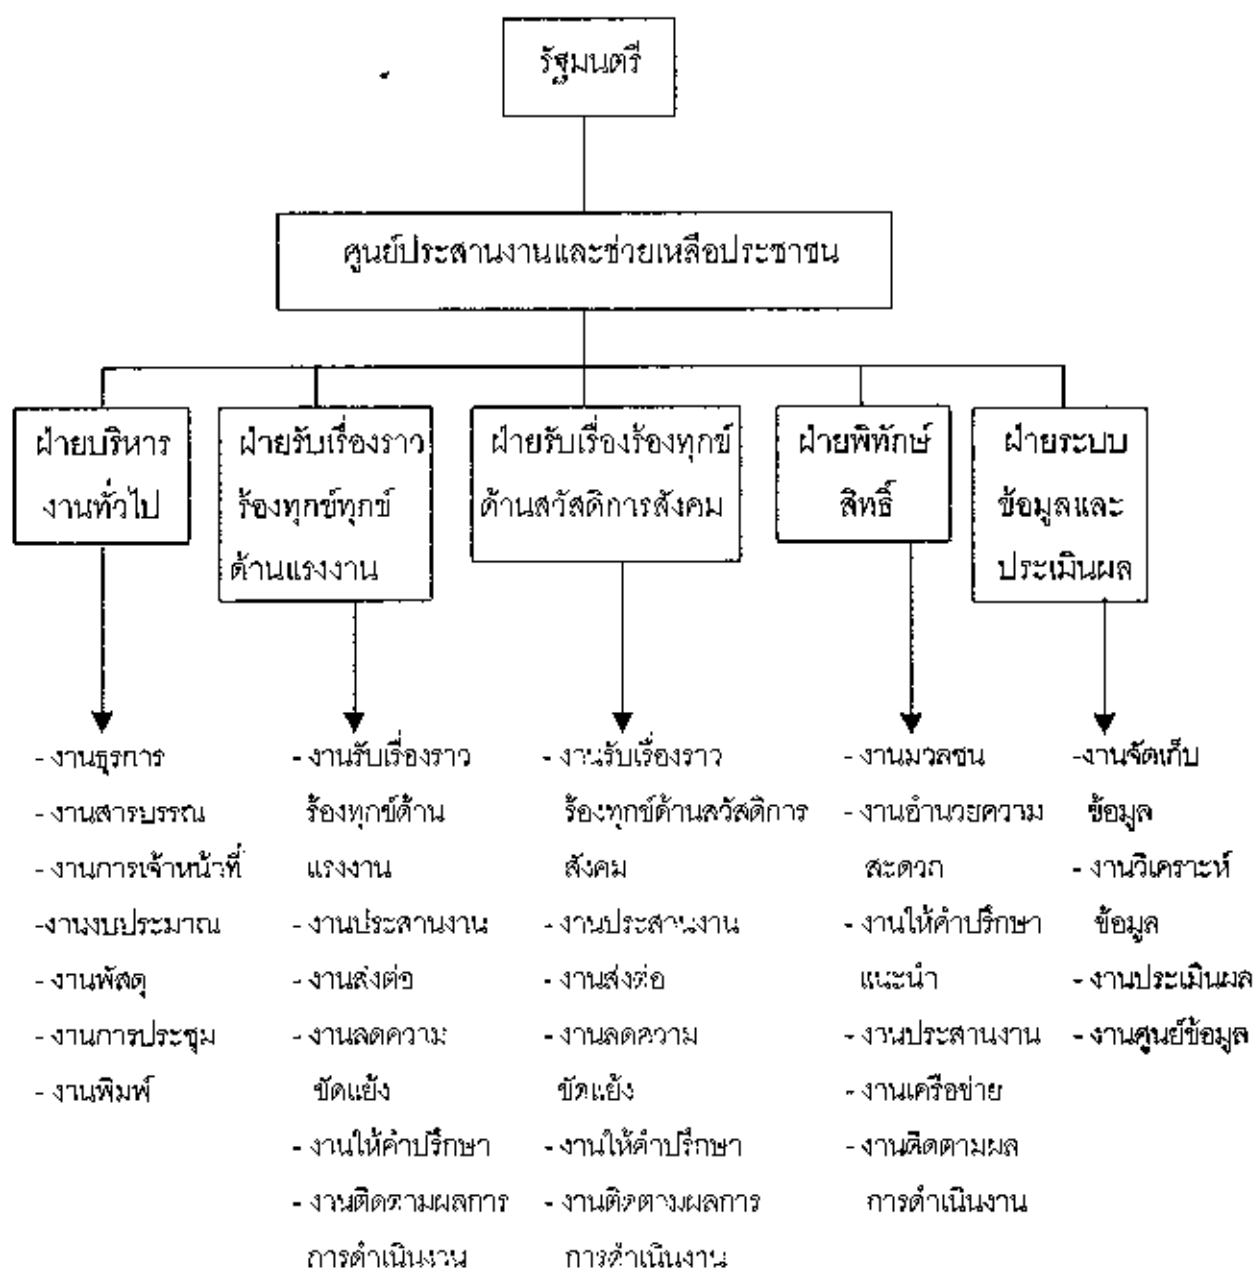 รัฐมนตรี
ศูนย์ประสานงานและช่วยเหลือประชาชน
ฝ่ายบริหาร
งานทั่วไป
ฝ่ายรับเรื่องราว
ร้องทุกข์ทุกข์
ด้านแรงงาน
ฝ่ายรับเรื่องร้องทุกข์
ด้านสวัสดิการสังคม
ฝ่ายพิทักษ์
สิทธิ์
ฝ่ายระบบ
ข้อมูลและ
ประเมินผล
- งานธุรการ
- งานสารบรรณ
- งานการเจ้าหน้าที่
-งานงบประมาณ
- งานพัสดุ
- งานการประชุม
- งานพิมพ์
- งานรับเรื่องราว
ร้องทุกข์ด้าน
แรงงาน
- งานประสานงาน
- งานส่งต่อ
- งานลดความ
ขัดแย้ง
- งานให้คำปรึกษา
- งานติดตามผลการ
การดำเนินงาน
- งานรับเรื่องราว
ร้องทุกข์ด้านสวัสดิการ
สังคม
- งานประสานงาน
- งานส่งต่อ
- งานลดความ
ขัดแย้ง
- งานให้คำปรึกษา
- งานติดตามผลการ
การดำเนินงาน
- งานมวลชน
- งานอำนวยความ
สะดวก
- งานให้คำปรึกษา
แนะนำ
- งานประสานงาน
- งานเครือข่าย
- งานติดตามผล
การดำเนินงาน
-งานจัดเก็บ
ข้อมูล
- งานวิเคราะห์
ข้อมูล
- งานประเมินผล
- งานศูนย์ข้อมูล